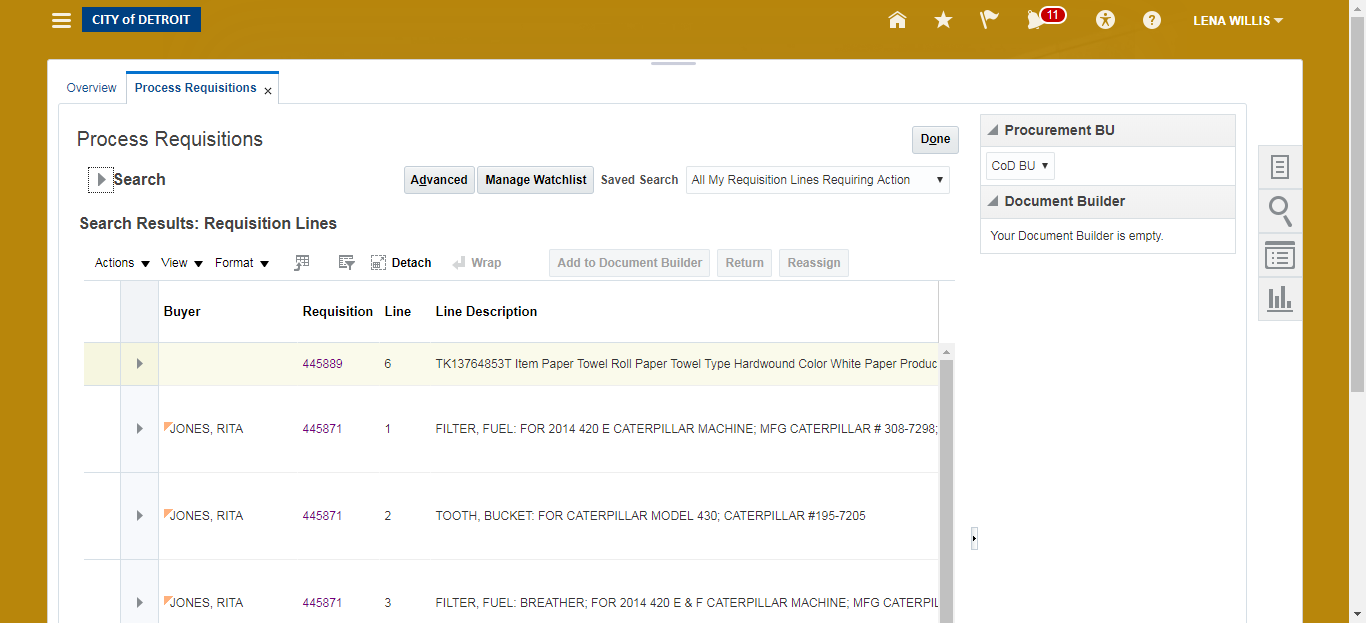 CITY of DETROIT
11
?
LENA WILLIS
Overview
Process Requisitions x
Process Requisitions
Done
Search
Advanced
Manage Watchlist
Saved Search
All My Requisition Lines Requiring Action
Search Results: Requisition Lines
Actions
View
Format
Detach
Wrap
Add to Document Builder
Return
Reassign
Buyer Requisition Line Line Description
445889 6 TK13764853T Item Paper Towel Roll Paper Towel Type Hardwound Color White Paper Produc
JONES, RITA 445871 1 FILTER, FUEL: FOR 2014 420 E CATERPILLAR MACHINE; MFG CATERPILLAR # 308-7298;
JONES, RITA 445871 2 TOOTH, BUCKET: FOR CATERPILLAR MODEL 430; CATERPILLAR #195-7205
JONES, RITA 445871 3 FILTER, FUEL: BREATHER; FOR 2014 420 E & F CATERPILLAR MACHINE; MFG CATERPIL
Procurement BU
CoD BU
Document Builder
Your Document Builder is empty.